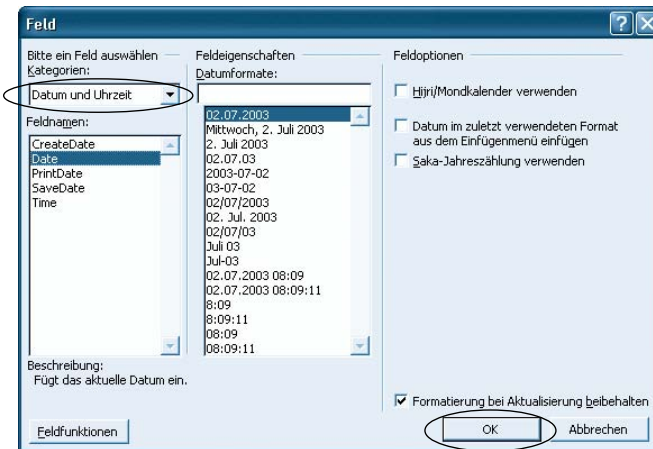 Feld
Bitte ein Feld auswählen
Kategorien:
Datum und Uhrzeit
Feldnamen:
CreateDate
Date
PrintDate
SaveDate
Time
Feldeigenschaften
Datumformate:
02.07.2003
Mittwoch, 2. Juli 2003
2. Juli 2003
02.07.03
2003-07-02
03-07-02
02/07/2003
02. Jul. 2003
02/07/03
Juli 03
Jul-03
02.07.2003 08:09
02.07.2003 08:09:11
8:09
8:09:11
08:09
08:09:11
Feldoptionen
Hijri/Mondkalender verwenden
Datum im zuletzt verwendeten Format
aus dem Einfügenmenü einfügen
Saka-Jahreszählung verwenden
Formatierung bei Aktualisierung beibehalten
Beschreibung:
Fügt das aktuelle Datum ein.
Feldfunktionen
OK
Abbrechen